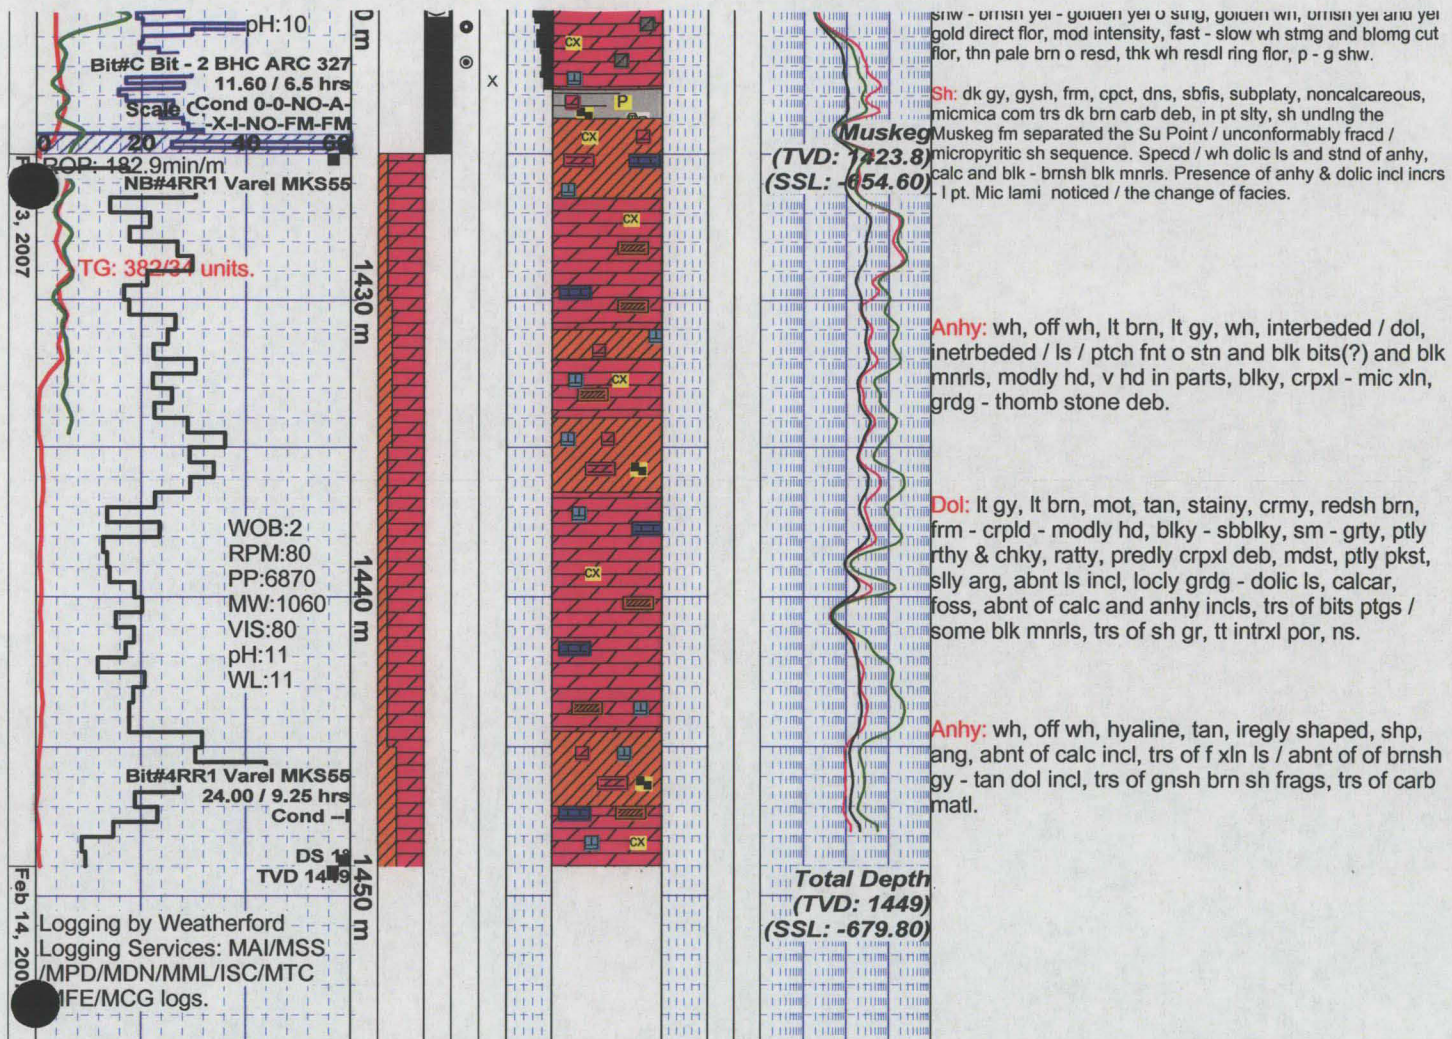 pH:10
Bit#C Bit - 2 BHC ARC 327
11.60 / 6.5 hrs
Cond 0-0-NO-A-
Scale
-X-I-NO-FM-FM
0 20 40 60
ROP: 182.9min/m
NB#4RR1 Varel MKS55
3, 2007
TG: 382/34 units.
WOB:2
RPM:80
PP:6870
MW:1060
VIS:80
pH:11
WL:11
Bit#4RR1 Varel MKS55
24.00 / 9.25 hrs
Cond --I
DS
TVD 1449
Feb 14, 200
Logging by Weatherford
Logging Services: MAI/MSS
/MPD/MDN/MML/ISC/MTC
MFE/MCG logs.
0 m
1430 m
1440 m
1450 m
x
CX
P
CX
CX
CX
CX
CX
Muskeg
(TVD: 1423.8)
(SSL: -654.60)
Total Depth
(TVD: 1449)
(SSL: -679.80)
shw - brnsh yel - golden yel o stng, golden wh, brnsh yel and yel
gold direct flor, mod intensity, fast - slow wh stmg and blomg cut
flor, thn pale brn o resd, thk wh resdl ring flor, p - g shw.
Sh: dk gy, gysh, frm, cpct, dns, sbfis, subplaty, noncalcareous,
micmica com trs dk brn carb deb, in pt slty, sh undlng the
Muskeg fm separated the Su Point / unconformably fracd /
micropyritic sh sequence. Specd / wh dolic ls and stnd of anhy,
calc and blk - brnsh blk mnrls. Presence of anhy & dolic incl incrs
- l pt. Mic lami noticed / the change of facies.
Anhy: wh, off wh, lt brn, lt gy, wh, interbeded / dol,
inetrbeded / ls / ptch fnt o stn and blk bits(?) and blk
mnrls, modly hd, v hd in parts, blky, crpxl - mic xln,
grdg - thomb stone deb.
Dol: lt gy, lt brn, mot, tan, stainy, crmy, redsh brn,
frm - crpld - modly hd, blky - sbblky, sm - grty, ptly
rthy & chky, ratty, predly crpxl deb, mdst, ptly pkst,
slly arg, abnt ls incl, locly grdg - dolic ls, calcar,
foss, abnt of calc and anhy incls, trs of bits ptgs /
some blk mnrls, trs of sh gr, tt intrxl por, ns.
Anhy: wh, off wh, hyaline, tan, iregly shaped, shp,
ang, abnt of calc incl, trs of f xln ls / abnt of of brnsh
gy - tan dol incl, trs of gnsh brn sh frags, trs of carb
matl.